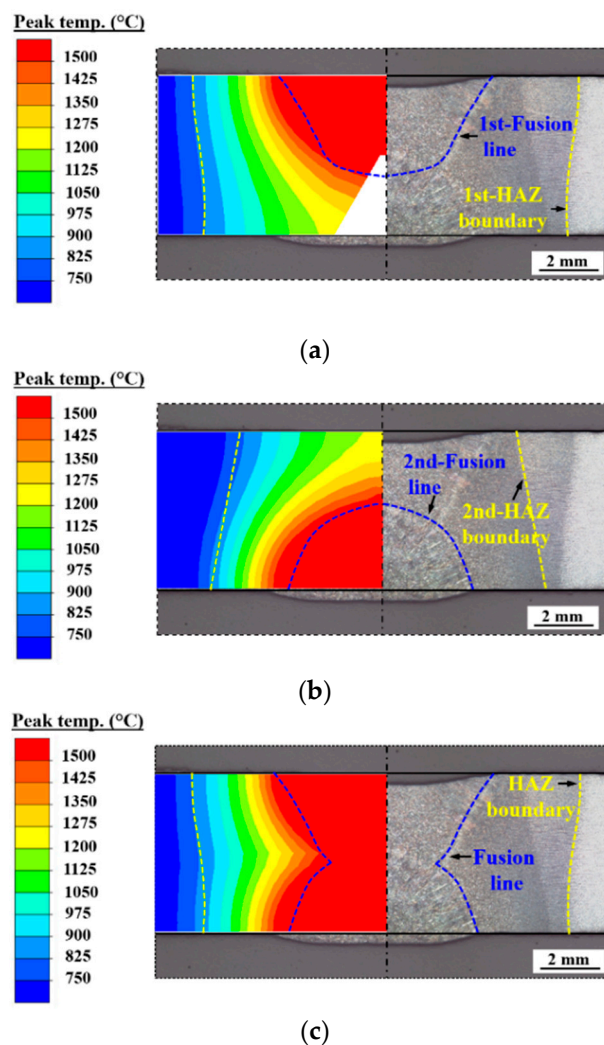 Peak temp. (°C)
1500
1425
1350
1275
1200
1125
1050
975
900
825
750
1st-Fusion
line
1st-HAZ
boundary
2 mm
(a)
Peak temp. (°C)
1500
1425
1350
1275
1200
1125
1050
975
900
825
750
2nd-Fusion
line
2nd-HAZ
boundary
2 mm
(b)
Peak temp. (°C)
1500
1425
1350
1275
1200
1125
1050
975
900
825
750
HAZ
boundary
Fusion
line
2 mm
(c)